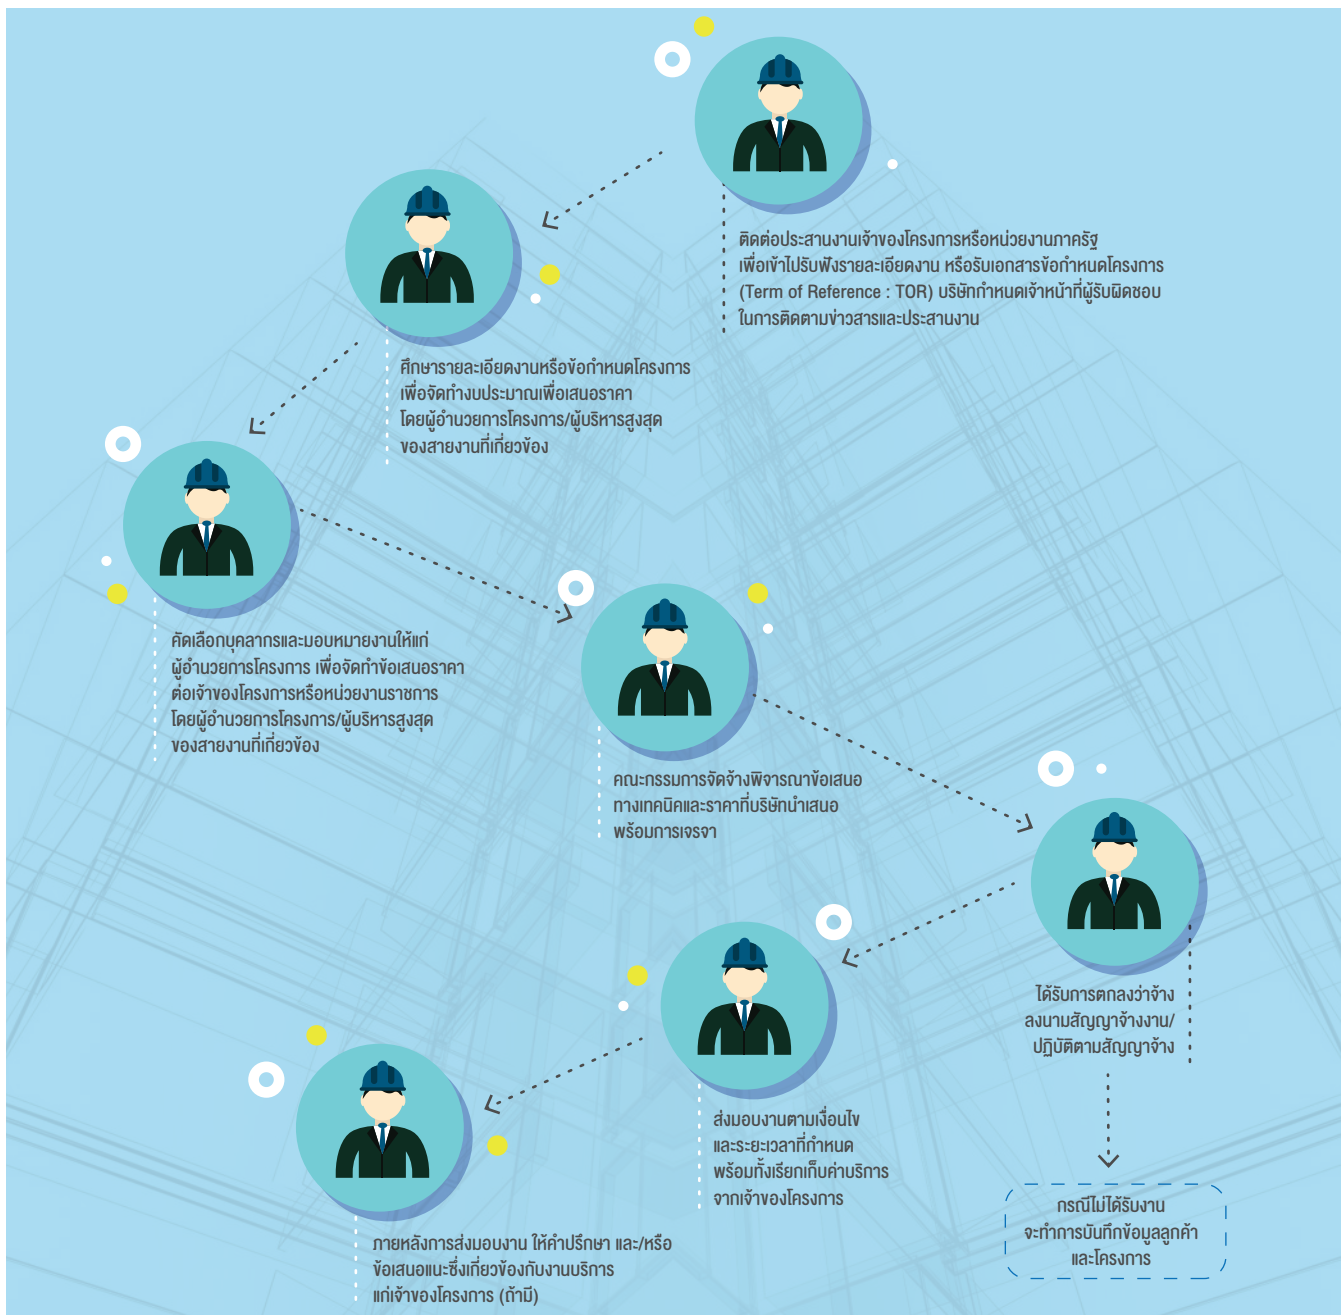 ติดต่อประสานงานเจ้าของโครงการหรือหน่วยงานภาครัฐ
เพื่อเข้าไปรับฟังรายละเอียดงาน หรือรับเอกสารข้อกำหนดโครงการ
(Term of Reference : TOR) บริษัทกำหนดเจ้าหน้าที่ผู้รับผิดชอบ
ในการติดตามข่าวสารและประสานงาน
ศึกษารายละเอียดงานหรือข้อกำหนดโครงการ
เพื่อจัดทำงบประมาณเพื่อเสนอราคา
โดยผู้อำนวยการโครงการ/ผู้บริหารสูงสุด
ของสายงานที่เกี่ยวข้อง
คัดเลือกบุคลากรและมอบหมายงานให้แก่
ผู้อำนวยการโครงการ เพื่อจัดทำข้อเสนอราคา
ต่อเจ้าของโครงการหรือหน่วยงานราชการ
โดยผู้อำนวยการโครงการ/ผู้บริหารสูงสุด
ของสายงานที่เกี่ยวข้อง
คณะกรรมการจัดจ้างพิจารณาข้อเสนอ
ทางเทคนิคและราคาที่บริษัทนำเสนอ
พร้อมการเจรจา
ได้รับการตกลงว่าจ้าง
ลงนามสัญญาจ้างงาน/
ปฏิบัติตามสัญญาจ้าง
ส่งมอบงานตามเงื่อนไข
และระยะเวลาที่กำหนด
พร้อมทั้งเรียกเก็บค่าบริการ
จากเจ้าของโครงการ
กรณีไม่ได้รับงาน
จะทำการบันทึกข้อมูลลูกค้า
และโครงการ
ภายหลังการส่งมอบงาน ให้คำปรึกษา และ/หรือ
ข้อเสนอแนะซึ่งเกี่ยวข้องกับงานบริการ
แก่เจ้าของโครงการ (ถ้ามี)